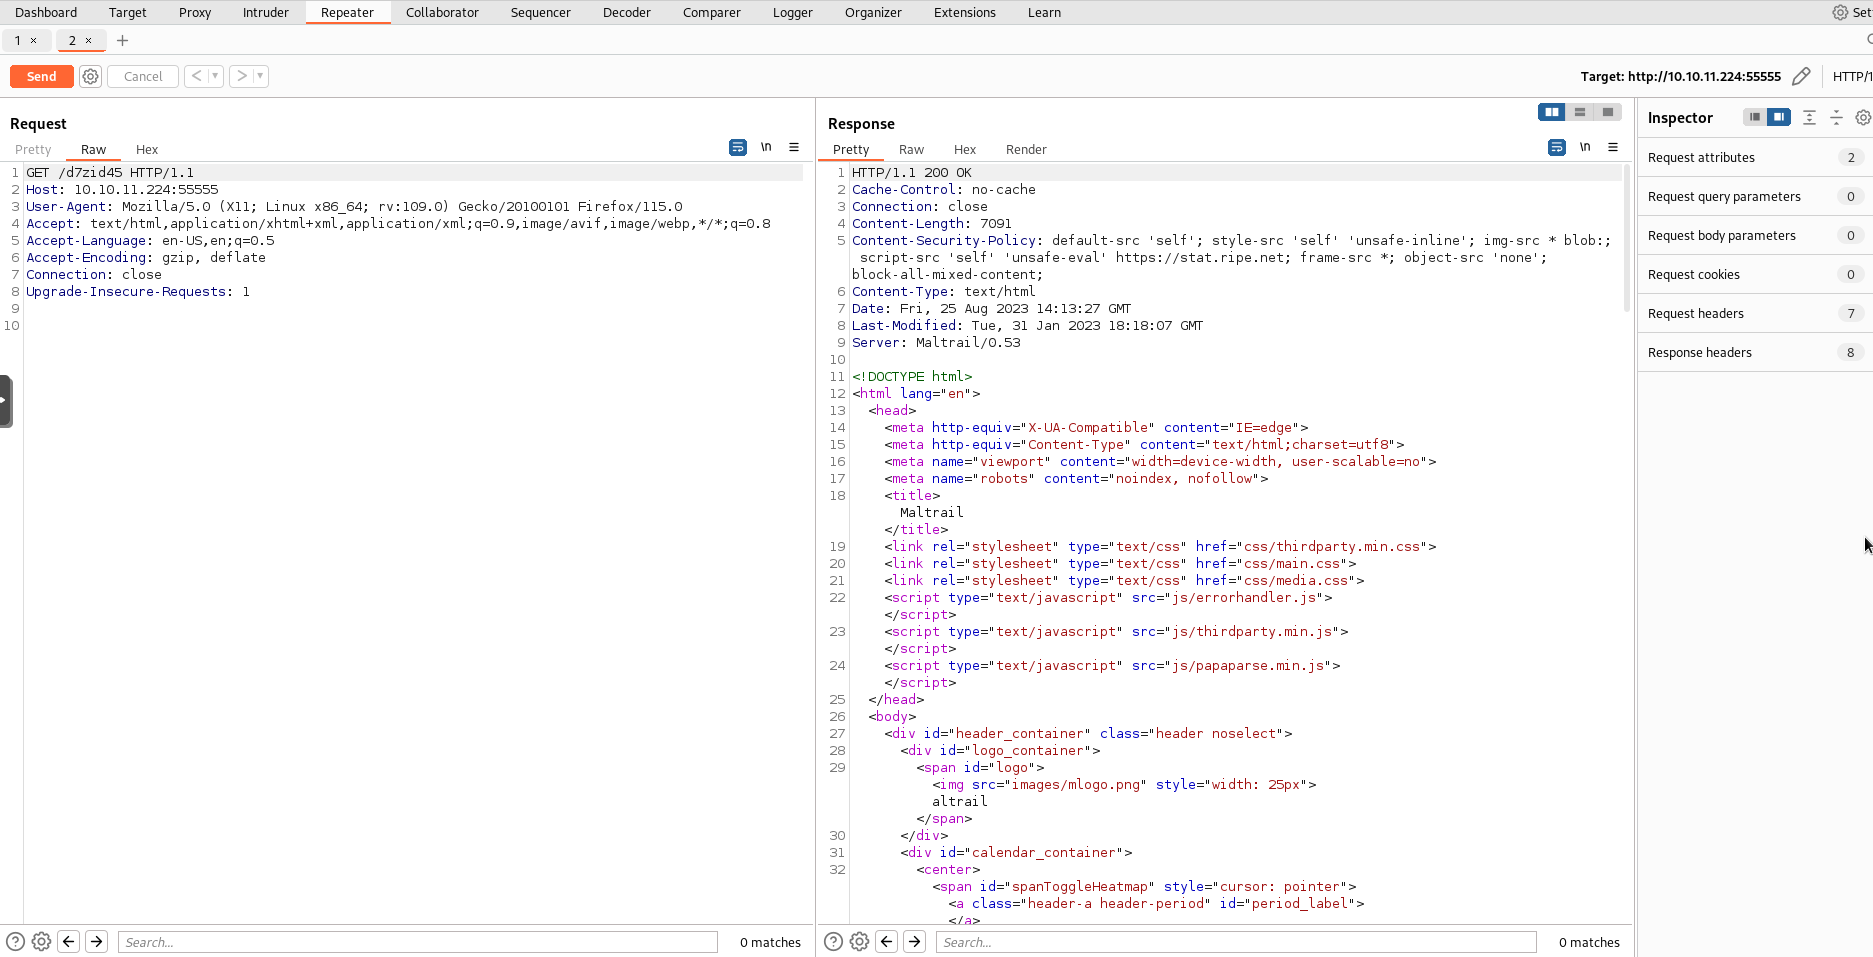 Dashboard Target Proxy Intruder Repeater Collaborator Sequencer Decoder Comparer Logger Organizer Extensions Learn Set
1 × 2 × +
Send Cancel < > Target: http://10.10.11.224:55555 HTTP/1
Request
Pretty Raw Hex \n
1 GET /d7zid45 HTTP/1.1
2 Host: 10.10.11.224:55555
3 User-Agent: Mozilla/5.0 (X11; Linux x86_64; rv:109.0) Gecko/20100101 Firefox/115.0
4 Accept: text/html,application/xhtml+xml,application/xml;q=0.9,image/avif,image/webp,*/*;q=0.8
5 Accept-Language: en-US,en;q=0.5
6 Accept-Encoding: gzip, deflate
7 Connection: close
8 Upgrade-Insecure-Requests: 1
9
10
Search... 0 matches
Response
Pretty Raw Hex Render \n
1 HTTP/1.1 200 OK
2 Cache-Control: no-cache
3 Connection: close
4 Content-Length: 7091
5 Content-Security-Policy: default-src 'self'; style-src 'self' 'unsafe-inline'; img-src * blob:;
script-src 'self' 'unsafe-eval' https://stat.ripe.net; frame-src *; object-src 'none';
block-all-mixed-content;
6 Content-Type: text/html
7 Date: Fri, 25 Aug 2023 14:13:27 GMT
8 Last-Modified: Tue, 31 Jan 2023 18:18:07 GMT
9 Server: Maltrail/0.53
10
11 <!DOCTYPE html>
12 <html lang="en">
13 <head>
14 <meta http-equiv="X-UA-Compatible" content="IE=edge">
15 <meta http-equiv="Content-Type" content="text/html;charset=utf8">
16 <meta name="viewport" content="width=device-width, user-scalable=no">
17 <meta name="robots" content="noindex, nofollow">
18 <title>
Maltrail
</title>
19 <link rel="stylesheet" type="text/css" href="css/thirdparty.min.css">
20 <link rel="stylesheet" type="text/css" href="css/main.css">
21 <link rel="stylesheet" type="text/css" href="css/media.css">
22 <script type="text/javascript" src="js/errorhandler.js">
</script>
23 <script type="text/javascript" src="js/thirdparty.min.js">
</script>
24 <script type="text/javascript" src="js/papaparse.min.js">
</script>
25 </head>
26 <body>
27 <div id="header_container" class="header noselect">
28 <div id="logo_container">
29 <span id="logo">
<img src="images/mlogo.png" style="width: 25px">
altrail
</span>
30 </div>
31 <div id="calendar_container">
32 <center>
<span id="spanToggleHeatmap" style="cursor: pointer">
<a class="header-a header-period" id="period_label">
</a>
Search... 0 matches
Inspector
Request attributes 2
Request query parameters 0
Request body parameters 0
Request cookies 0
Request headers 7
Response headers 8